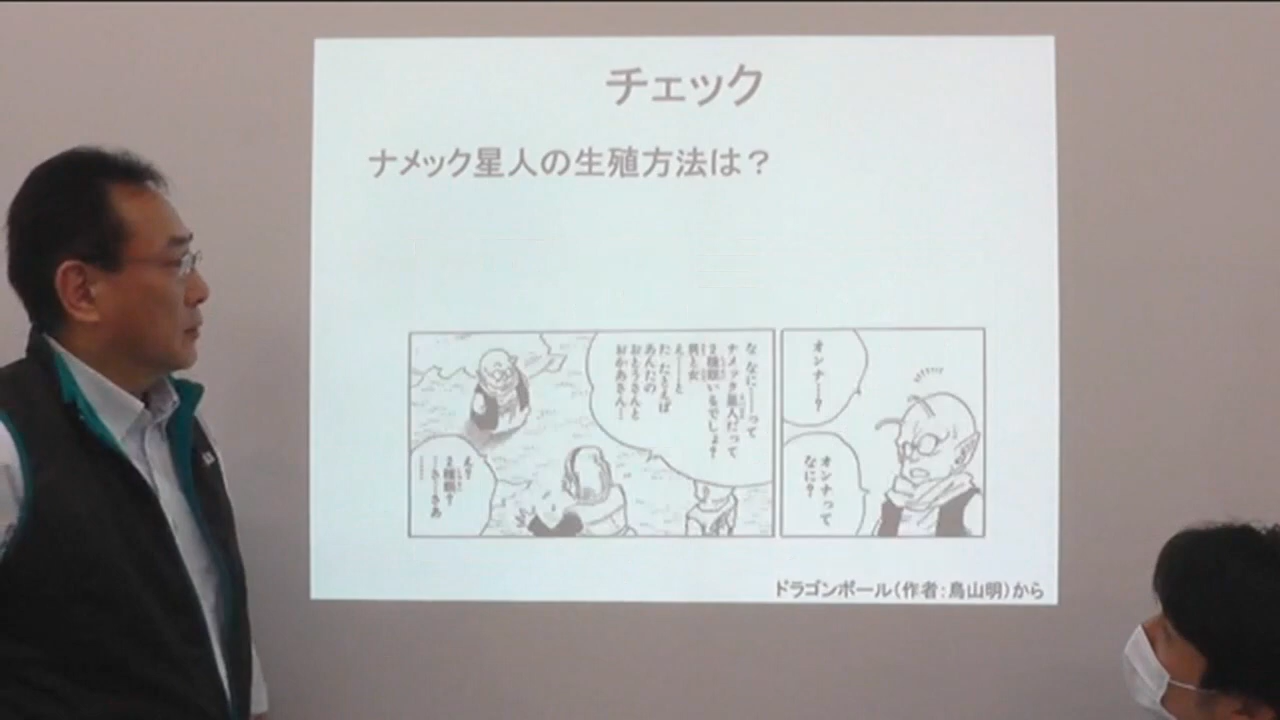 チェック
ナメック星人の生殖方法は？
オンナ…？
オンナって
なに？
な なに――って
ナメック星人だって
２種類いるでしょ？
男と女
え――と
た たとえば
あんたの
おとうさんと
おかあさん…
え？
２種類？
…さ…さあ
………
ドラゴンボール（作者：鳥山明）から